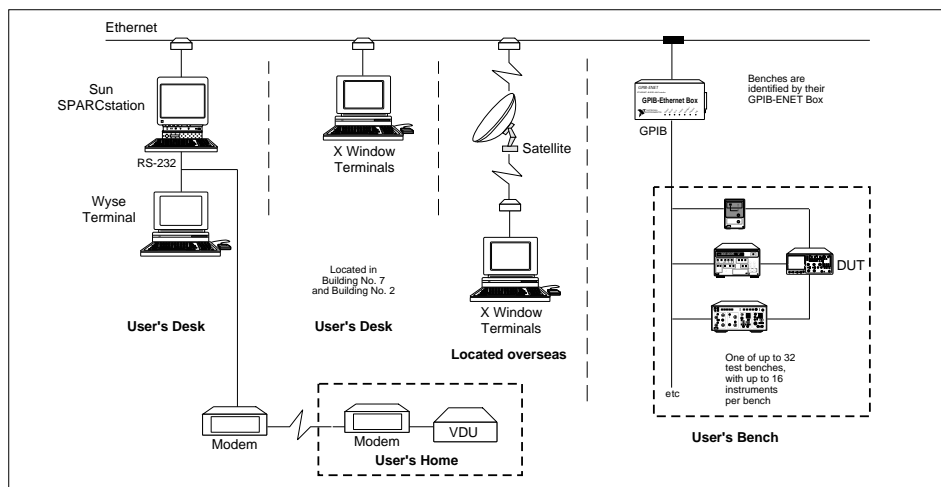 Ethernet
Sun
SPARCstation
RS-232
Wyse
Terminal
User's Desk
X Window
Terminals
Located in
Building No. 7
and Building No. 2
User's Desk
Satellite
X Window
Terminals
Located overseas
GPIB-ENET
GPIB-Ethernet Box
GPIB
Benches are
identified by their
GPIB-ENET Box
DUT
One of up to 32
test benches,
with up to 16
instruments
per bench
etc
User's Bench
Modem
Modem
VDU
User's Home